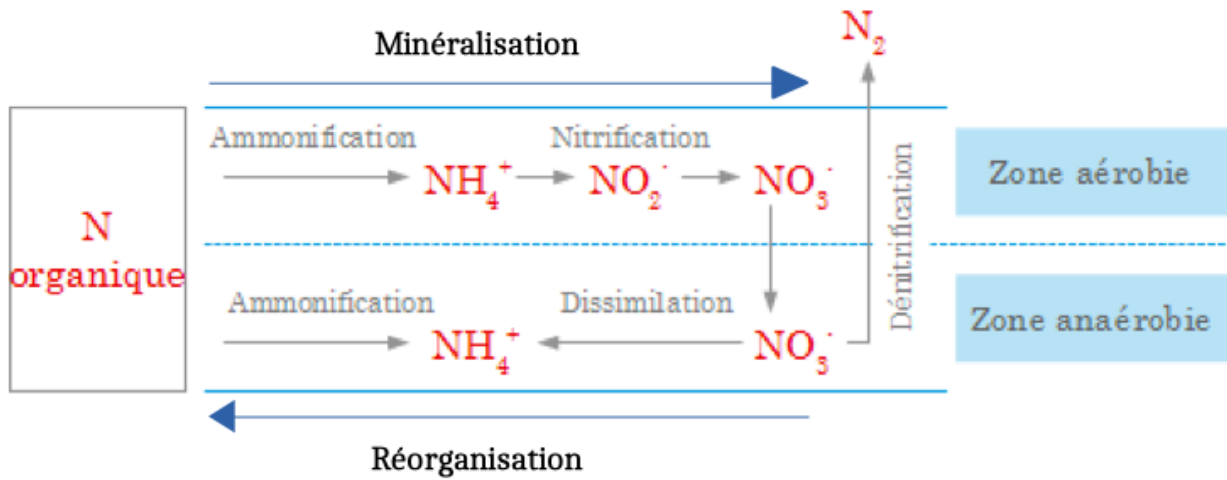 Minéralisation
N₂
Ammonification
Nitrification
NH₄⁺
NO₂⁻
NO₃⁻
Zone aérobie
N
organique
Dénitrification
Ammonification
Dissimilation
NH₄⁺
NO₃⁻
Zone anaérobie
Réorganisation